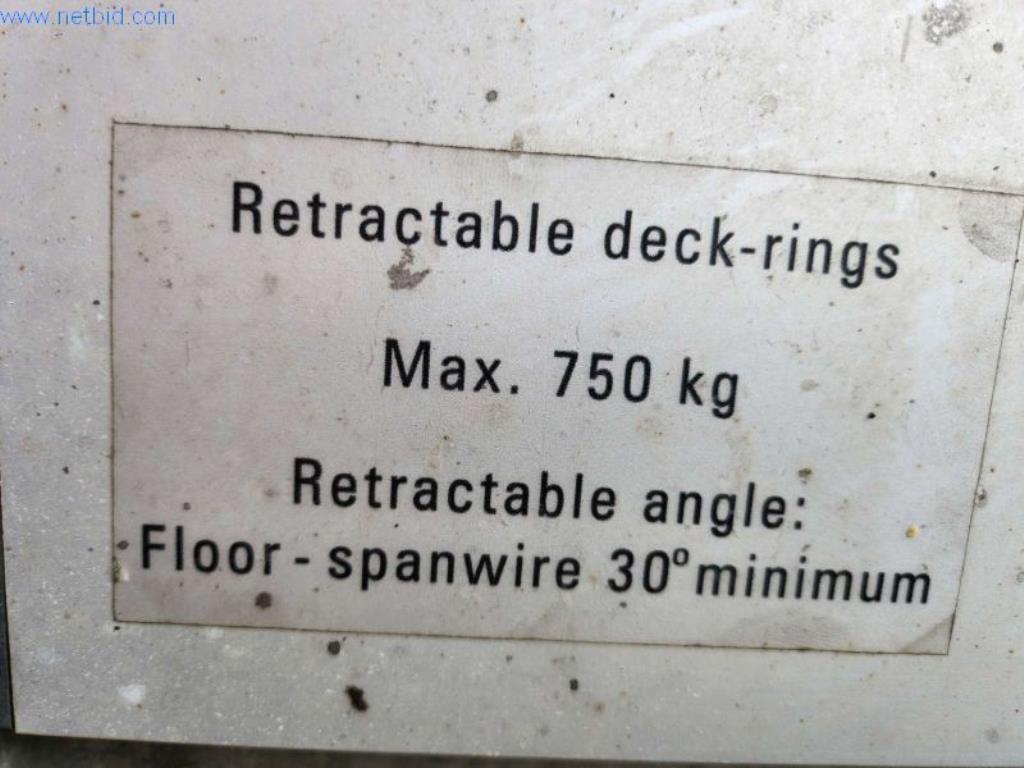 www.netbid.com
Retractable deck-rings
Max. 750 kg
Retractable angle:
Floor - spanwire 30° minimum